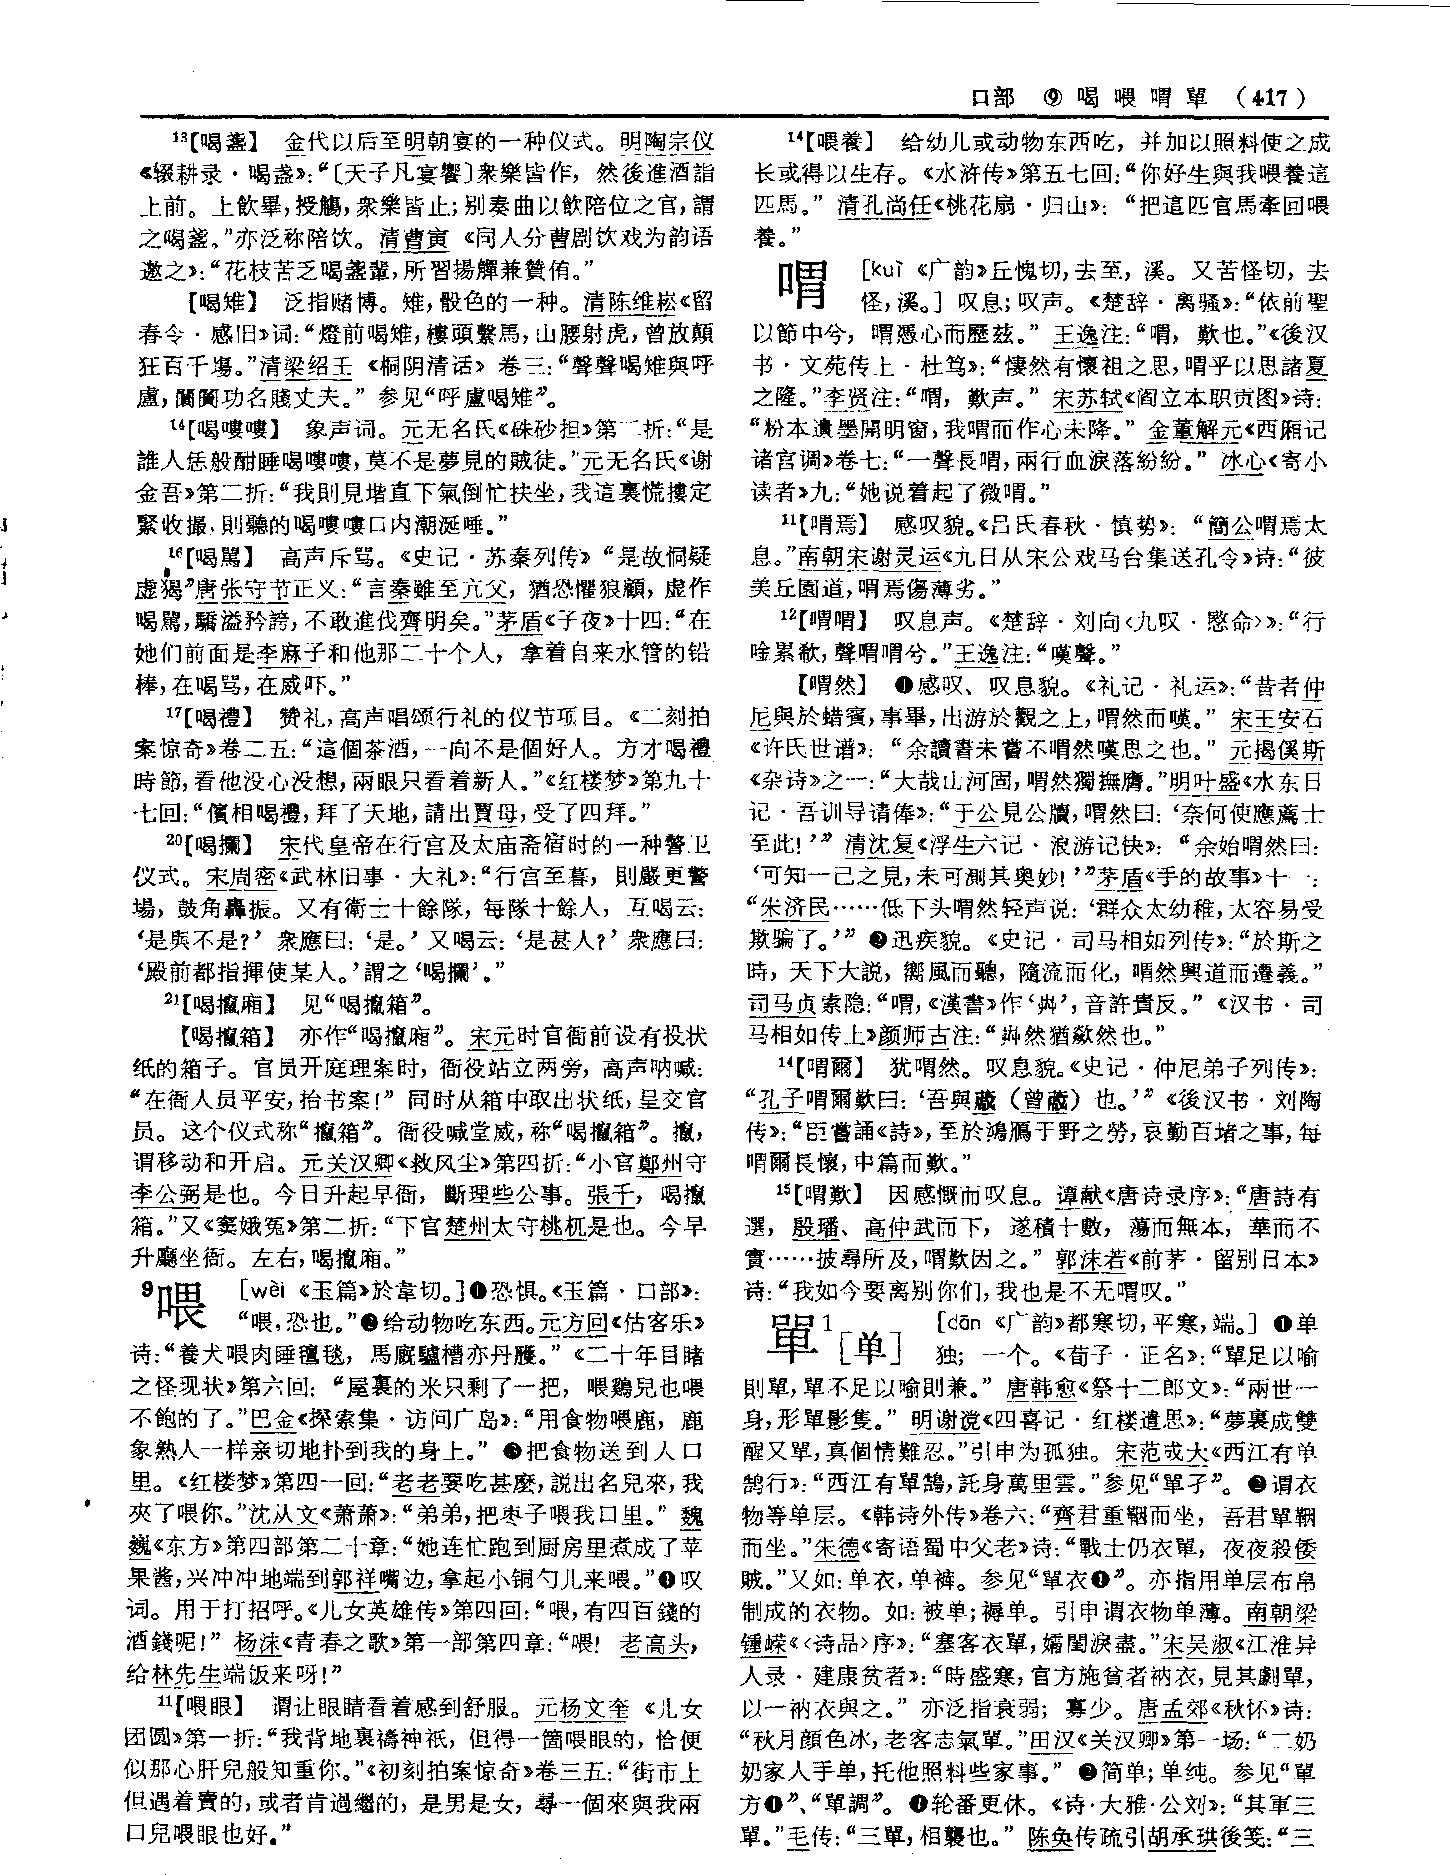 口部 ⑨ 喝 喂 喟 單 (417)
¹³【喝盞】 金代以后至明朝宴的一种仪式。明陶宗仪
《辍耕录·喝盏》：“〔天子凡宴饗〕衆樂皆作，然後進酒詣
上前。上飲畢，授觴，衆樂皆止；别奏曲以飲陪位之官，謂
之喝盞。”亦泛称陪饮。清曹寅《同人分曹剧饮戏为韵语
邀之》：“花枝苦乏喝盞輩，所習揚觶兼贊侑。”
【喝雉】 泛指赌博。雉，骰色的一种。清陈维崧《留
春令·感旧》词：“燈前喝雉，樓頭繫馬，山腰射虎，曾放顛
狂百千場。”清梁绍壬《桐阴清话》卷三：“聲聲喝雉與呼
盧，鬨鬨功名賤丈夫。” 参见“呼盧喝雉”。
¹⁴【喝嘍嘍】 象声词。元无名氏《硃砂担》第一折：“是
誰人恁般酣睡喝嘍嘍，莫不是夢見的賊徒。”元无名氏《谢
金吾》第二折：“我則見堦直下氣倒忙扶坐，我這裏慌摟定
緊收撮，則聽的喝嘍嘍口内潮涎唾。”
¹⁶【喝駡】 高声斥骂。《史记·苏秦列传》“是故恫疑
虚猲”唐张守节正义：“言秦雖至亢父，猶恐懼狼顧，虚作
喝駡，驕溢矜誇，不敢進伐齊明矣。”茅盾《子夜》十四：“在
她们前面是李麻子和他那二十个人，拿着自来水管的铅
棒，在喝骂，在威吓。”
¹⁷【喝禮】 赞礼，高声唱颂行礼的仪节项目。《二刻拍
案惊奇》卷二五：“這個茶酒，一向不是個好人。方才喝禮
時節，看他没心没想，兩眼只看着新人。”《红楼梦》第九十
七回：“儐相喝禮，拜了天地，請出賈母，受了四拜。”
²⁰【喝攔】 宋代皇帝在行宫及太庙斋宿时的一种警卫
仪式。宋周密《武林旧事·大礼》：“行宫至暮，則嚴更警
場，鼓角轟振。又有衛士十餘隊，每隊十餘人，互喝云：
‘是與不是？’衆應曰：‘是。’又喝云：‘是甚人？’衆應曰：
‘殿前都指揮使某人。’謂之‘喝攔’。”
²¹【喝攛廂】 见“喝攛箱”。
【喝攛箱】 亦作“喝攛廂”。宋元时官衙前设有投状
纸的箱子。官员开庭理案时，衙役站立两旁，高声呐喊：
“在衙人员平安，抬书案！” 同时从箱中取出状纸，呈交官
员。这个仪式称“攛箱”。衙役喊堂威，称“喝攛箱”。攛，
谓移动和开启。元关汉卿《救风尘》第四折：“小官鄭州守
李公弼是也。今日升起早衙，斷理些公事。張千，喝攛
箱。”又《窦娥冤》第二折：“下官楚州太守桃杌是也。今早
升廳坐衙。左右，喝攛廂。”
⁹喂 ［wèi 《玉篇》於韋切。］❶恐惧。《玉篇·口部》：
“喂，恐也。”❷给动物吃东西。元方回《估客乐》
诗：“養犬喂肉睡氊毯，馬廐驢槽亦丹雘。”《二十年目睹
之怪现状》第六回：“屋裏的米只剩了一把，喂鷄兒也喂
不飽的了。”巴金《探索集·访问广岛》：“用食物喂鹿，鹿
象熟人一样亲切地扑到我的身上。” ❸把食物送到人口
里。《红楼梦》第四一回：“老老要吃甚麽，説出名兒來，我
夾了喂你。”沈从文《萧萧》：“弟弟，把枣子喂我口里。” 魏
巍《东方》第四部第二十章：“她连忙跑到厨房里煮成了苹
果酱，兴冲冲地端到郭祥嘴边，拿起小铜勺儿来喂。”❹叹
词。用于打招呼。《儿女英雄传》第四回：“喂，有四百錢的
酒錢呢！” 杨沫《青春之歌》第一部第四章：“喂！老高头，
给林先生端饭来呀！”
¹¹【喂眼】 谓让眼睛看着感到舒服。元杨文奎《儿女
团圆》第一折：“我背地裏禱神祇，但得一箇喂眼的，恰便
似那心肝兒般知重你。”《初刻拍案惊奇》卷三五：“街市上
但遇着賣的，或者肯過繼的，是男是女，尋一個來與我兩
口兒喂眼也好。”
¹⁴【喂養】 给幼儿或动物东西吃，并加以照料使之成
长或得以生存。《水浒传》第五七回：“你好生與我喂養這
匹馬。” 清孔尚任《桃花扇·归山》：“把這匹官馬牽回喂
養。”
喟 ［kuì 《广韵》丘愧切，去至，溪。又苦怪切，去
怪，溪。］叹息；叹声。《楚辞·离骚》：“依前聖
以節中兮，喟憑心而歷兹。” 王逸注：“喟，歎也。”《後汉
书·文苑传上·杜笃》：“悽然有懷祖之思，喟乎以思諸夏
之隆。”李贤注：“喟，歎声。” 宋苏轼《阎立本职贡图》诗：
“粉本遺墨開明窗，我喟而作心未降。” 金董解元《西厢记
诸宫调》卷七：“一聲長喟，兩行血淚落紛紛。” 冰心《寄小
读者》九：“她说着起了微喟。”
¹¹【喟焉】 感叹貌。《吕氏春秋·慎势》：“簡公喟焉太
息。”南朝宋谢灵运《九日从宋公戏马台集送孔令》诗：“彼
美丘園道，喟焉傷薄劣。”
¹²【喟喟】 叹息声。《楚辞·刘向〈九叹·愍命〉》：“行
唫累欷，聲喟喟兮。”王逸注：“嘆聲。”
【喟然】 ❶感叹、叹息貌。《礼记·礼运》：“昔者仲
尼與於蜡賓，事畢，出游於觀之上，喟然而嘆。” 宋王安石
《许氏世谱》：“余讀書未嘗不喟然嘆思之也。” 元揭傒斯
《杂诗》之一：“大哉山河固，喟然獨撫膺。”明叶盛《水东日
记·吾训导请俸》：“于公見公牘，喟然曰：‘奈何使應薦士
至此！’” 清沈复《浮生六记·浪游记快》：“余始喟然曰：
‘可知一己之見，未可測其奥妙！’”茅盾《手的故事》十一：
“朱济民……低下头喟然轻声说：‘群众太幼稚，太容易受
欺骗了。’” ❷迅疾貌。《史记·司马相如列传》：“於斯之
時，天下大説，嚮風而聽，隨流而化，喟然興道而遷義。”
司马贞索隐：“喟，《漢書》作‘芔’，音許貴反。”《汉书·司
马相如传上》颜师古注：“芔然猶歘然也。”
¹⁴【喟爾】 犹喟然。叹息貌。《史记·仲尼弟子列传》：
“孔子喟爾歎曰：‘吾與蒧（曾蒧）也。’”《後汉书·刘陶
传》：“臣嘗誦《詩》，至於鴻鴈于野之勞，哀勤百堵之事，每
喟爾長懷，中篇而歎。”
¹⁵【喟歎】 因感慨而叹息。谭献《唐诗录序》：“唐詩有
選，殷璠、高仲武而下，遂積十數，蕩而無本，華而不
實……披尋所及，喟歎因之。” 郭沫若《前茅·留别日本》
诗：“我如今要离别你们，我也是不无喟叹。”
單¹［单］ ［dān 《广韵》都寒切，平寒，端。］❶单
独；一个。《荀子·正名》：“單足以喻
則單，單不足以喻則兼。” 唐韩愈《祭十二郎文》：“兩世一
身，形單影隻。” 明谢谠《四喜记·红楼遣思》：“夢裏成雙
醒又單，真個情難忍。”引申为孤独。宋范成大《西江有单
鹄行》：“西江有單鵠，託身萬里雲。”参见“單孑”。❷谓衣
物等单层。《韩诗外传》卷六：“齊君重鞇而坐，吾君單鞇
而坐。”朱德《寄语蜀中父老》诗：“戰士仍衣單，夜夜殺倭
賊。”又如：单衣，单裤。参见“單衣❶”。亦指用单层布帛
制成的衣物。如：被单；褥单。引申谓衣物单薄。南朝梁
锺嵘《〈诗品〉序》：“塞客衣單，孀閨淚盡。”宋吴淑《江淮异
人录·建康贫者》：“時盛寒，官方施貧者衲衣，見其劇單，
以一衲衣與之。” 亦泛指衰弱；寡少。唐孟郊《秋怀》诗：
“秋月顔色冰，老客志氣單。”田汉《关汉卿》第一场：“二奶
奶家人手单，托他照料些家事。” ❸简单；单纯。参见“單
方❶”、“單調”。❹轮番更休。《诗·大雅·公刘》：“其軍三
單。”毛传：“三單，相襲也。” 陈奂传疏引胡承珙後笺：“三